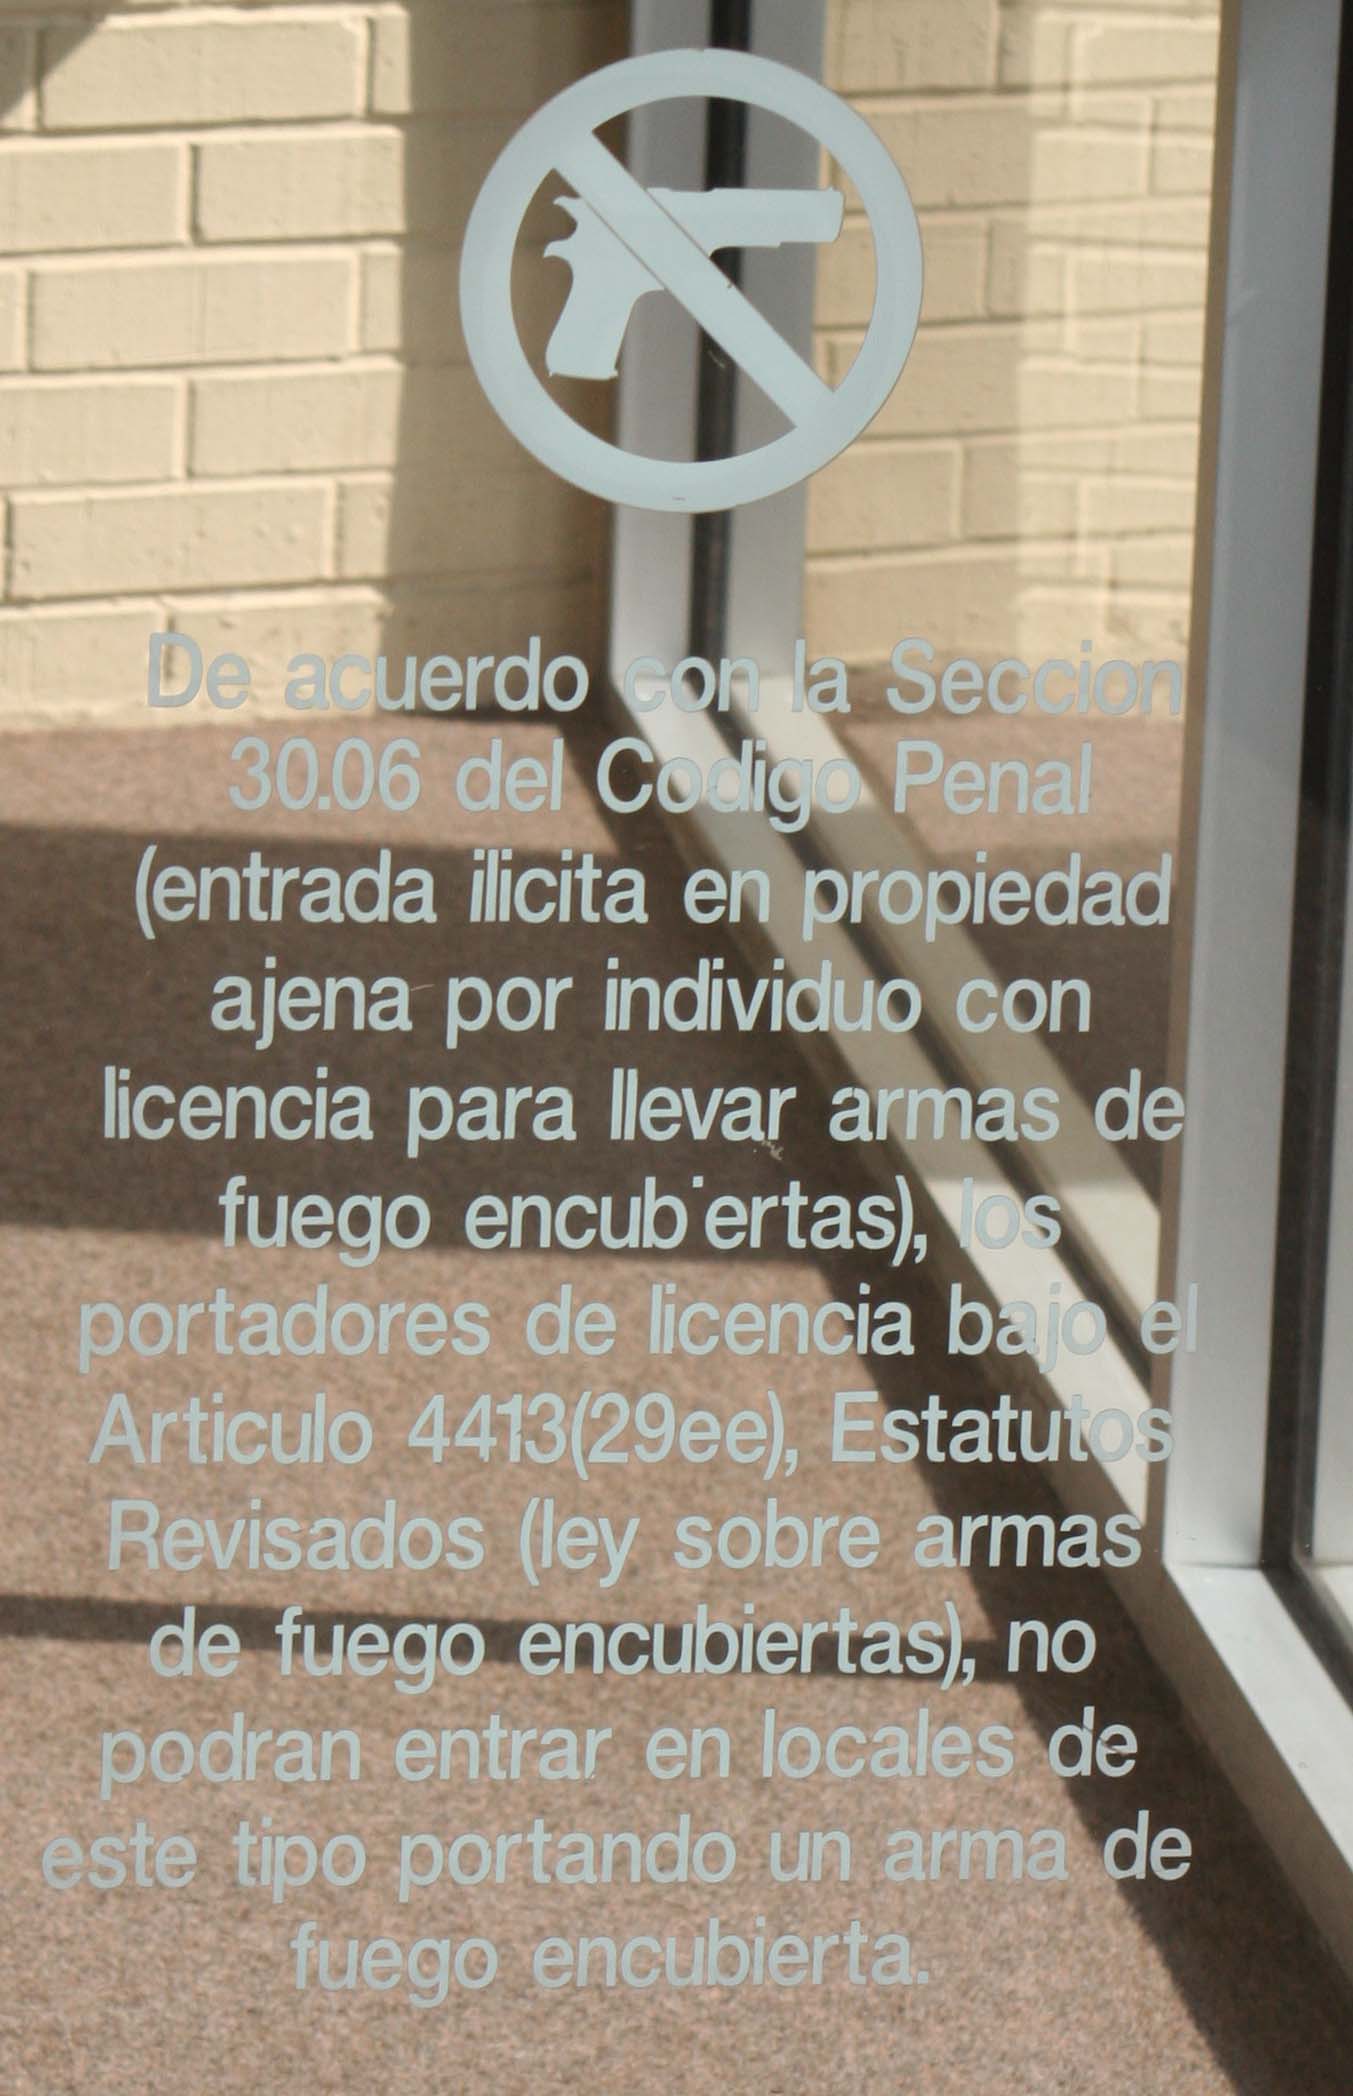 De acuerdo con la Seccion
30.06 del Codigo Penal
(entrada ilicita en propiedad
ajena por individuo con
licencia para llevar armas de
fuego encubiertas), los
portadores de licencia bajo el
Articulo 4413(29ee), Estatutos
Revisados (ley sobre armas
de fuego encubiertas), no
podran entrar en locales de
este tipo portando un arma de
fuego encubierta.